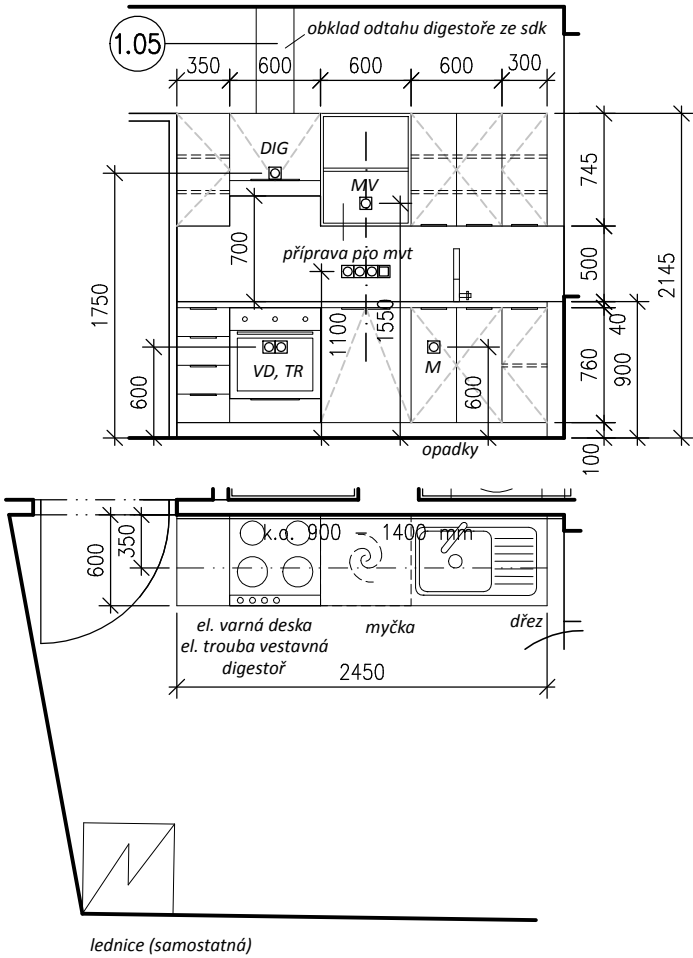 1.05
obklad odtahu digestoře ze sdk
350 600 600 600 300
DIG
MV
745
700
příprava pro mvt
500
2145
1750
1100
1550
40
VD, TR
M
760
900
600
600
opadky
100
k.o. 900 - 1400 mm
350
600
el. varná deska
el. trouba vestavná
digestoř
myčka
dřez
2450
lednice (samostatná)